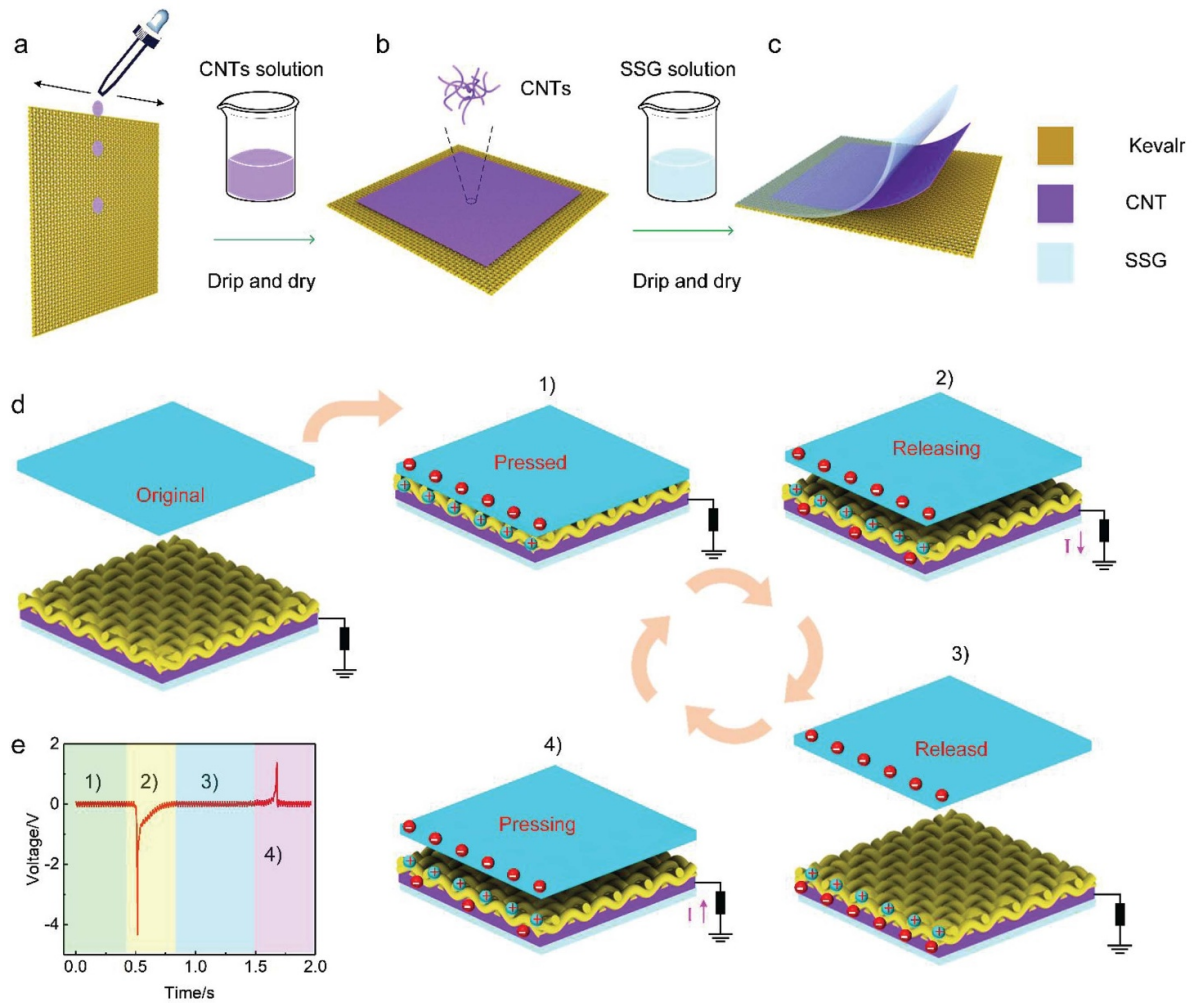 a
CNTs solution
Drip and dry
b
CNTs
SSG solution
Drip and dry
c
Kevalr
CNT
SSG
d
Original
1)
Pressed
2)
Releasing
I
3)
Releasd
4)
Pressing
I
e
2
0
-2
-4
Voltage/V
1)
2)
3)
4)
0.0
0.5
1.0
1.5
2.0
Time/s